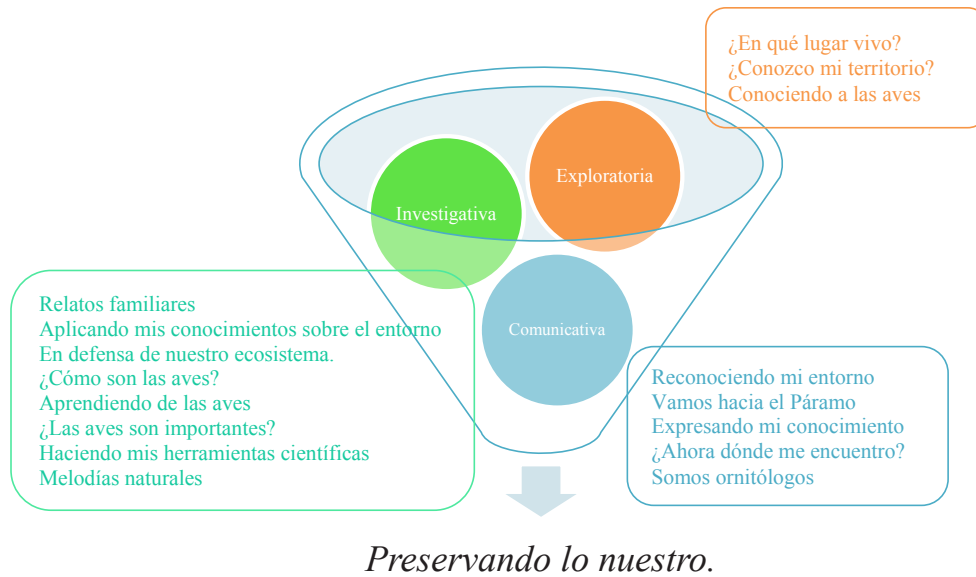 ¿En qué lugar vivo?
¿Conozco mi territorio?
Conociendo a las aves
Exploratoria
Investigativa
Comunicativa
Relatos familiares
Aplicando mis conocimientos sobre el entorno
En defensa de nuestro ecosistema.
¿Cómo son las aves?
Aprendiendo de las aves
¿Las aves son importantes?
Haciendo mis herramientas científicas
Melodías naturales
Reconociendo mi entorno
Vamos hacia el Páramo
Expresando mi conocimiento
¿Ahora dónde me encuentro?
Somos ornitólogos
Preservando lo nuestro.